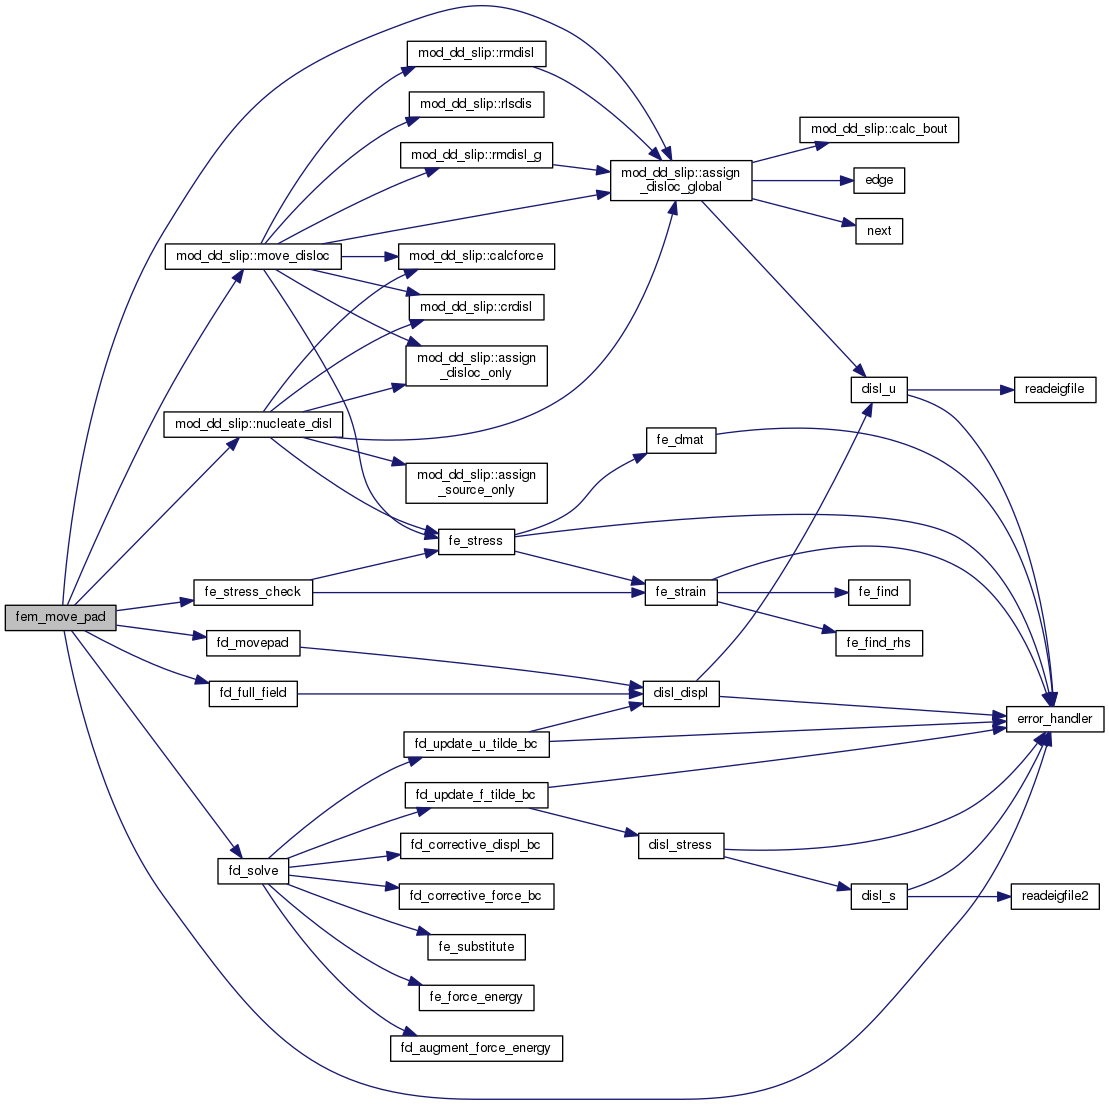 mod_dd_slip::rmdisl
mod_dd_slip::rlsdis
mod_dd_slip::calc_bout
mod_dd_slip::rmdisl_g
mod_dd_slip::assign
_disloc_global
edge
next
mod_dd_slip::move_disloc
mod_dd_slip::calcforce
mod_dd_slip::crdisl
mod_dd_slip::assign
_disloc_only
disl_u
readeigfile
mod_dd_slip::nucleate_disl
fe_dmat
mod_dd_slip::assign
_source_only
fe_stress
fe_stress_check
fe_strain
fe_find
fem_move_pad
fd_movepad
fe_find_rhs
fd_full_field
disl_displ
error_handler
fd_update_u_tilde_bc
fd_update_f_tilde_bc
fd_corrective_displ_bc
disl_stress
fd_solve
fd_corrective_force_bc
disl_s
readeigfile2
fe_substitute
fe_force_energy
fd_augment_force_energy